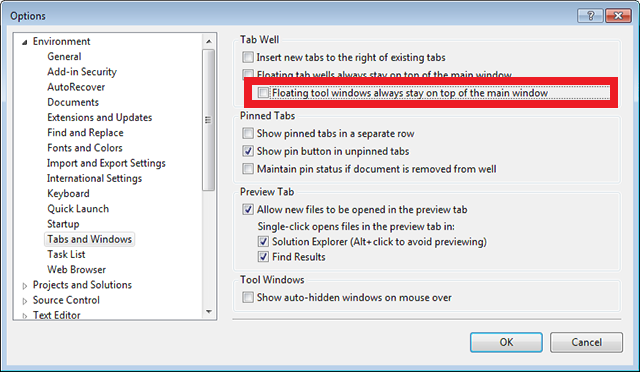 Options
Environment
General
Add-in Security
AutoRecover
Documents
Extensions and Updates
Find and Replace
Fonts and Colors
Import and Export Settings
International Settings
Keyboard
Quick Launch
Startup
Tabs and Windows
Task List
Web Browser
Projects and Solutions
Source Control
Text Editor
Tab Well
Insert new tabs to the right of existing tabs
Floating tab wells always stay on top of the main window
Floating tool windows always stay on top of the main window
Pinned Tabs
Show pinned tabs in a separate row
Show pin button in unpinned tabs
Maintain pin status if document is removed from well
Preview Tab
Allow new files to be opened in the preview tab
Single-click opens files in the preview tab in:
Solution Explorer (Alt+click to avoid previewing)
Find Results
Tool Windows
Show auto-hidden windows on mouse over
OK
Cancel